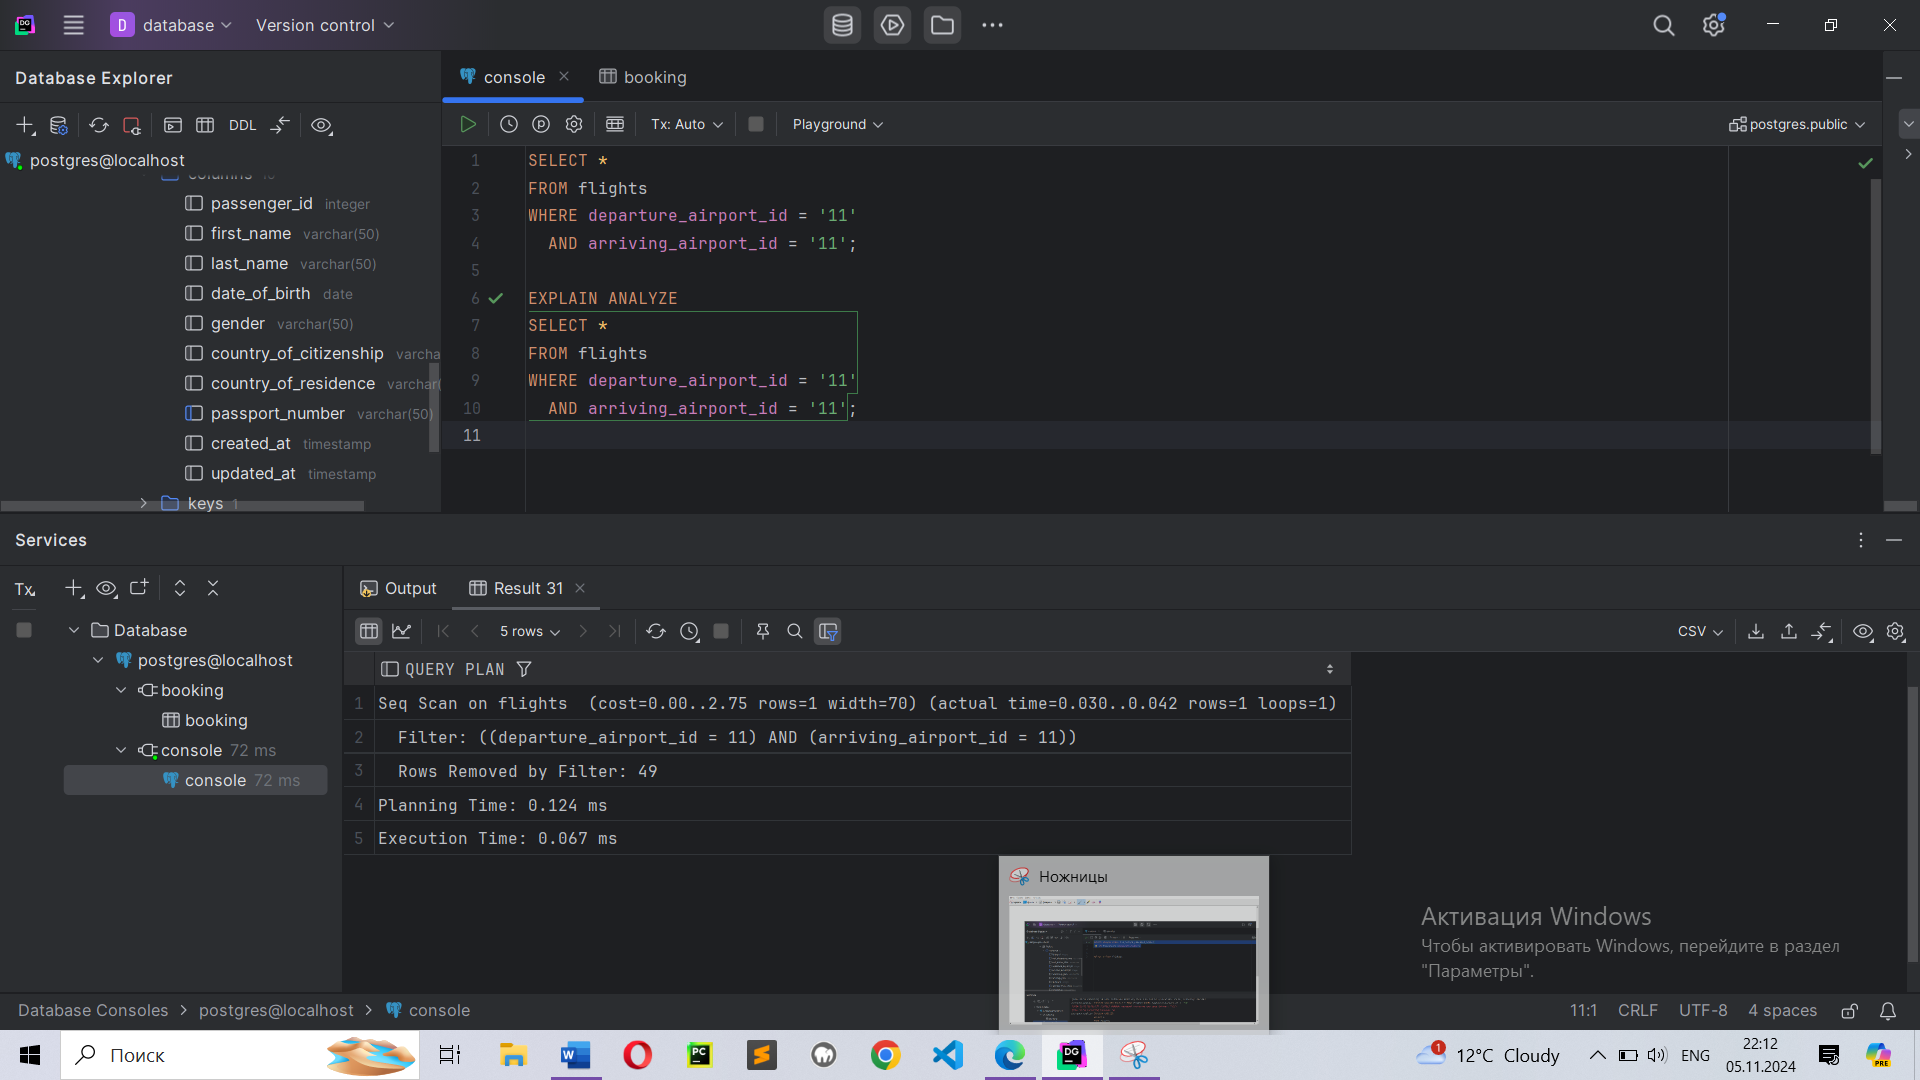 D database
Version control
Database Explorer
console
booking
DDL
Tx: Auto
Playground
postgres.public
postgres@localhost
columns
passenger_id integer
first_name varchar(50)
last_name varchar(50)
date_of_birth date
gender varchar(50)
country_of_citizenship varcha
country_of_residence varchar(
passport_number varchar(50)
created_at timestamp
updated_at timestamp
keys 1
1 SELECT *
2 FROM flights
3 WHERE departure_airport_id = '11'
4 AND arriving_airport_id = '11';
5
6 EXPLAIN ANALYZE
7 SELECT *
8 FROM flights
9 WHERE departure_airport_id = '11'
10 AND arriving_airport_id = '11';
11
Services
Tx
Database
postgres@localhost
booking
booking
console 72 ms
console 72 ms
Output
Result 31
5 rows
CSV
QUERY PLAN
1 Seq Scan on flights (cost=0.00..2.75 rows=1 width=70) (actual time=0.030..0.042 rows=1 loops=1)
2 Filter: ((departure_airport_id = 11) AND (arriving_airport_id = 11))
3 Rows Removed by Filter: 49
4 Planning Time: 0.124 ms
5 Execution Time: 0.067 ms
Ножницы
Активация Windows
Чтобы активировать Windows, перейдите в раздел
"Параметры".
Database Consoles > postgres@localhost > console
11:1 CRLF UTF-8 4 spaces
Поиск
1 12°C Cloudy
ENG
22:12
05.11.2024